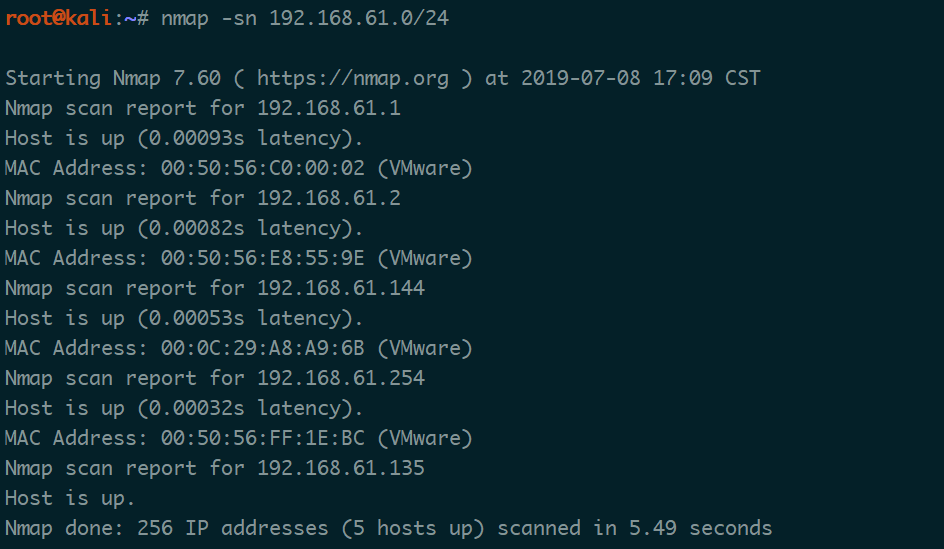 root@kali:~# nmap -sn 192.168.61.0/24
Starting Nmap 7.60 ( https://nmap.org ) at 2019-07-08 17:09 CST
Nmap scan report for 192.168.61.1
Host is up (0.00093s latency).
MAC Address: 00:50:56:C0:00:02 (VMware)
Nmap scan report for 192.168.61.2
Host is up (0.00082s latency).
MAC Address: 00:50:56:E8:55:9E (VMware)
Nmap scan report for 192.168.61.144
Host is up (0.00053s latency).
MAC Address: 00:0C:29:A8:A9:6B (VMware)
Nmap scan report for 192.168.61.254
Host is up (0.00032s latency).
MAC Address: 00:50:56:FF:1E:BC (VMware)
Nmap scan report for 192.168.61.135
Host is up.
Nmap done: 256 IP addresses (5 hosts up) scanned in 5.49 seconds